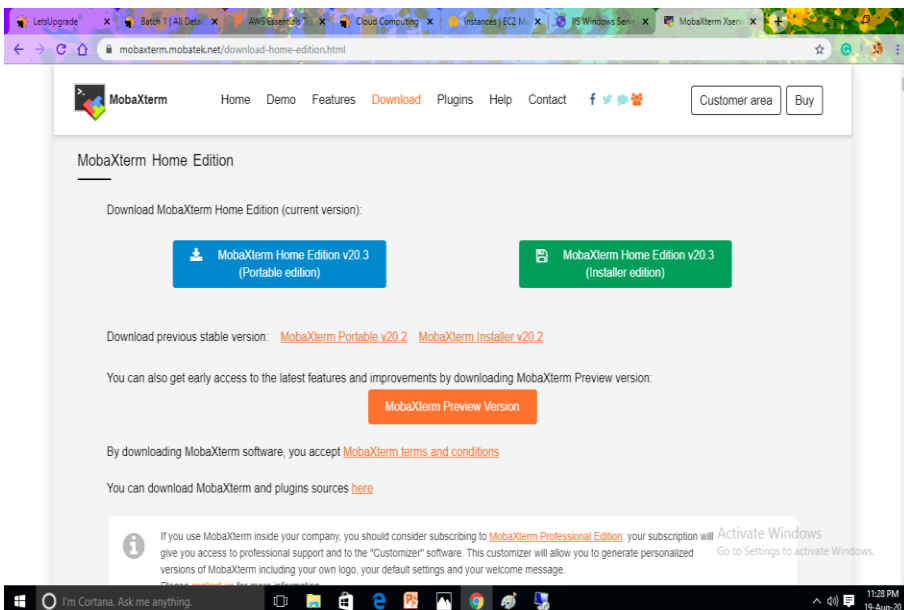 LetsUpgrade
Batch 1 | All Deta
AWS Essentials Tr
Cloud Computing
Instances | EC2 M
IIS Windows Serv
MobaXterm Xserv
mobaxterm.mobatek.net/download-home-edition.html
MobaXterm
Home Demo Features Download Plugins Help Contact
Customer area
Buy
MobaXterm Home Edition
Download MobaXterm Home Edition (current version):
MobaXterm Home Edition v20.3
(Portable edition)
MobaXterm Home Edition v20.3
(Installer edition)
Download previous stable version: MobaXterm Portable v20.2 MobaXterm Installer v20.2
You can also get early access to the latest features and improvements by downloading MobaXterm Preview version:
MobaXterm Preview Version
By downloading MobaXterm software, you accept MobaXterm terms and conditions
You can download MobaXterm and plugins sources here
If you use MobaXterm inside your company, you should consider subscribing to MobaXterm Professional Edition: your subscription will
give you access to professional support and to the "Customizer" software. This customizer will allow you to generate personalized
versions of MobaXterm including your own logo, your default settings and your welcome message.
Please contact us for more information.
Activate Windows
Go to Settings to activate Windows.
I'm Cortana. Ask me anything.
11:28 PM
19-Aug-20